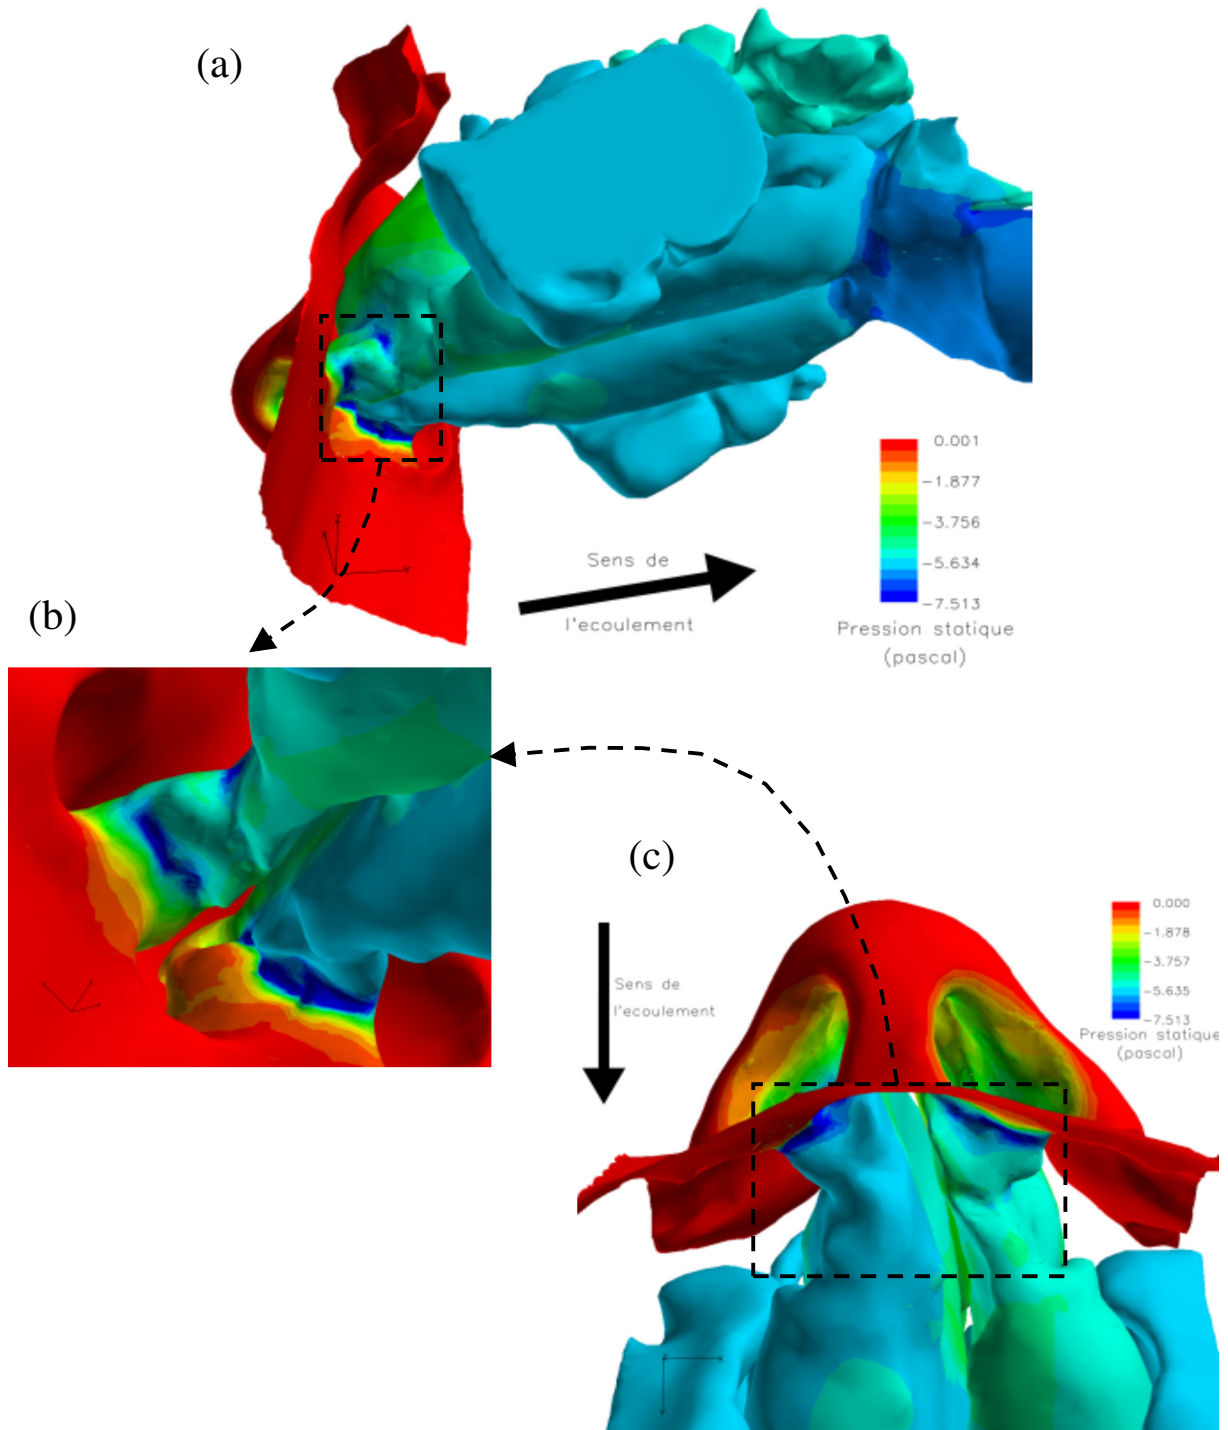 (a)
0.001
-1.877
-3.756
-5.634
-7.513
Pression statique
(pascal)
Sens de
l'ecoulement
(b)
(c)
Sens de
l'ecoulement
0.000
-1.878
-3.757
-5.635
-7.513
Pression statique
(pascal)